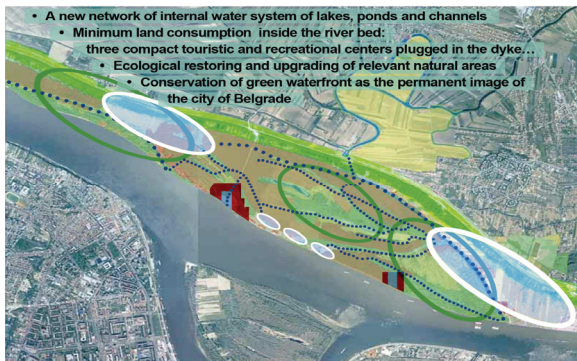 • A new network of internal water system of lakes, ponds and channels
• Minimum land consumption inside the river bed:
three compact touristic and recreational centers plugged in the dyke…
• Ecological restoring and upgrading of relevant natural areas
• Conservation of green waterfront as the permanent image of
the city of Belgrade